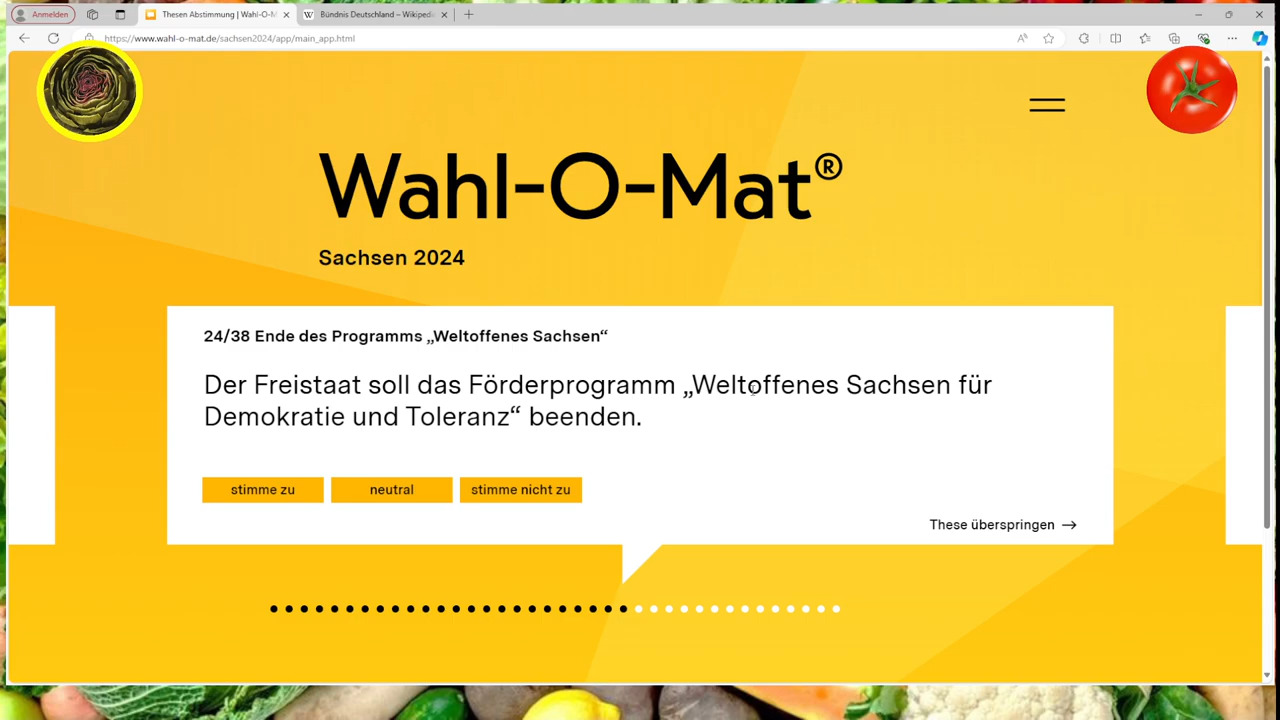 Anmelden
Thesen Abstimmung | Wahl-O-M
Bündnis Deutschland – Wikipedi
https://www.wahl-o-mat.de/sachsen2024/app/main_app.html
Wahl-O-Mat®
Sachsen 2024
24/38 Ende des Programms „Weltoffenes Sachsen“
Der Freistaat soll das Förderprogramm „Weltoffenes Sachsen für
Demokratie und Toleranz“ beenden.
stimme zu
neutral
stimme nicht zu
These überspringen →